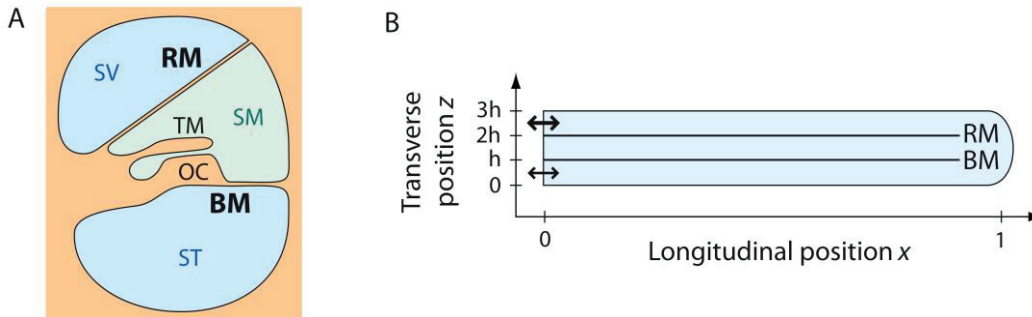 A
RM
SV
TM
SM
OC
BM
ST
B
Transverse
position z
3h
2h
h
0
RM
BM
0
1
Longitudinal position x